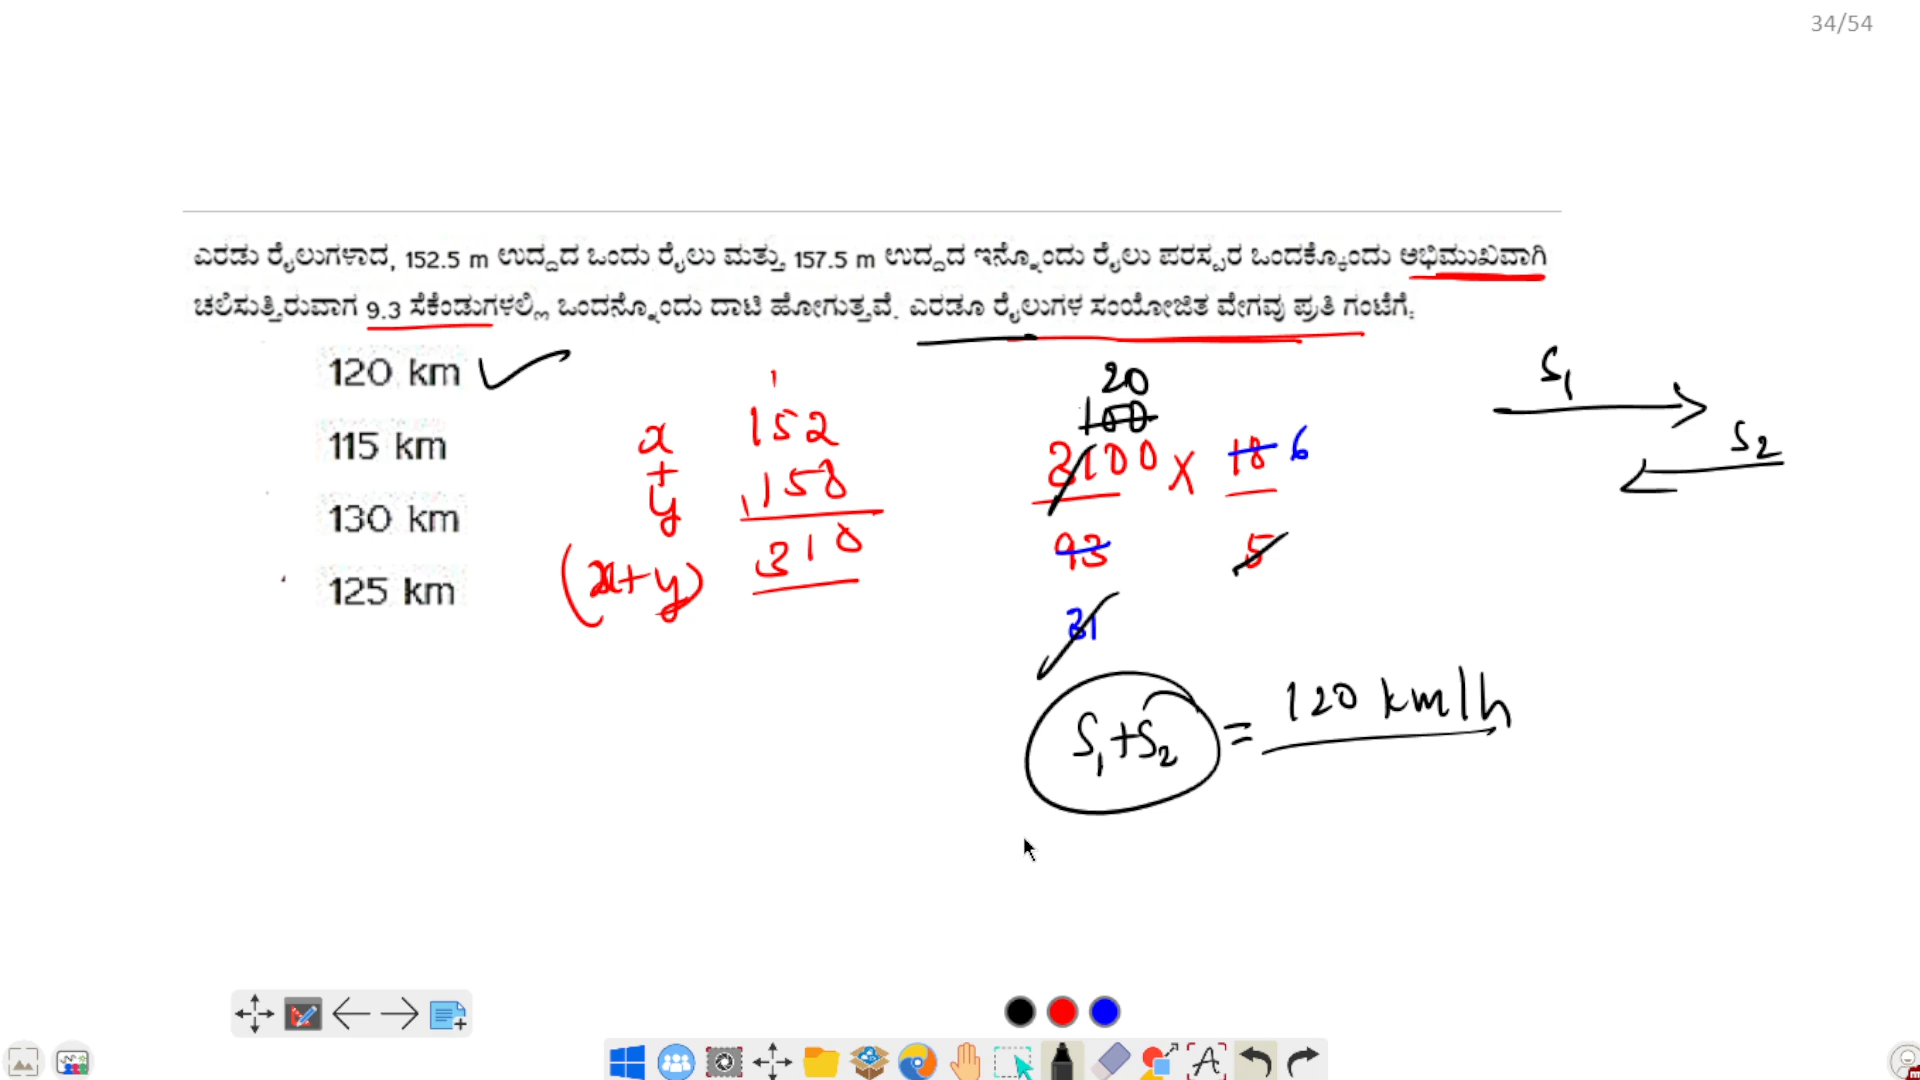 34/54
ಎರಡು ರೈಲುಗಳಾದ, 152.5 m ಉದ್ದದ ಒಂದು ರೈಲು ಮತ್ತು 157.5 m ಉದ್ದದ ಇನ್ನೊಂದು ರೈಲು ಪರಸ್ಪರ ಒಂದಕ್ಕೊಂದು ಅಭಿಮುಖವಾಗಿ
ಚಲಿಸುತ್ತಿರುವಾಗ 9.3 ಸೆಕೆಂಡುಗಳಲ್ಲಿ ಒಂದನ್ನೊಂದು ದಾಟಿ ಹೋಗುತ್ತವೆ. ಎರಡೂ ರೈಲುಗಳ ಸಂಯೋಜಿತ ವೇಗವು ಪ್ರತಿ ಗಂಟೆಗೆ:
120 km
115 km
130 km
125 km
x
+
y
(x+y)
1
152
158
310
20
100
3100 x 18 6
93 5
31
S1
S2
S1+S2 = 120 km/h